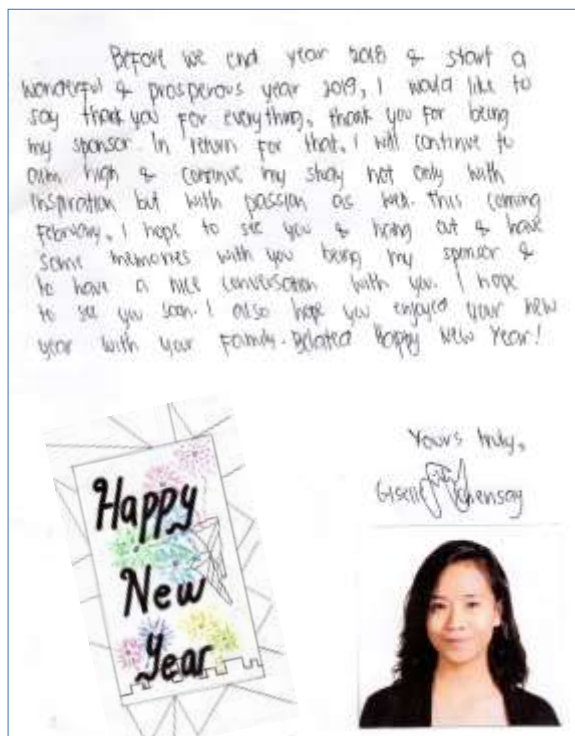 Before we end year 2018 & start a
wonderful & prosperous year 2019, I would like to
say thank you for everything, thank you for being
my sponsor. In return for that, I will continue to
aim high & continue my study not only with
inspiration but with passion as well. This coming
February, I hope to see you & hang out & have
some memories with you being my sponsor &
to have a nice conversation with you. I hope
to see you soon. I also hope you enjoyed your new
year with your family. Belated Happy New Year!
Happy
New
Year
Yours truly,
Giselle